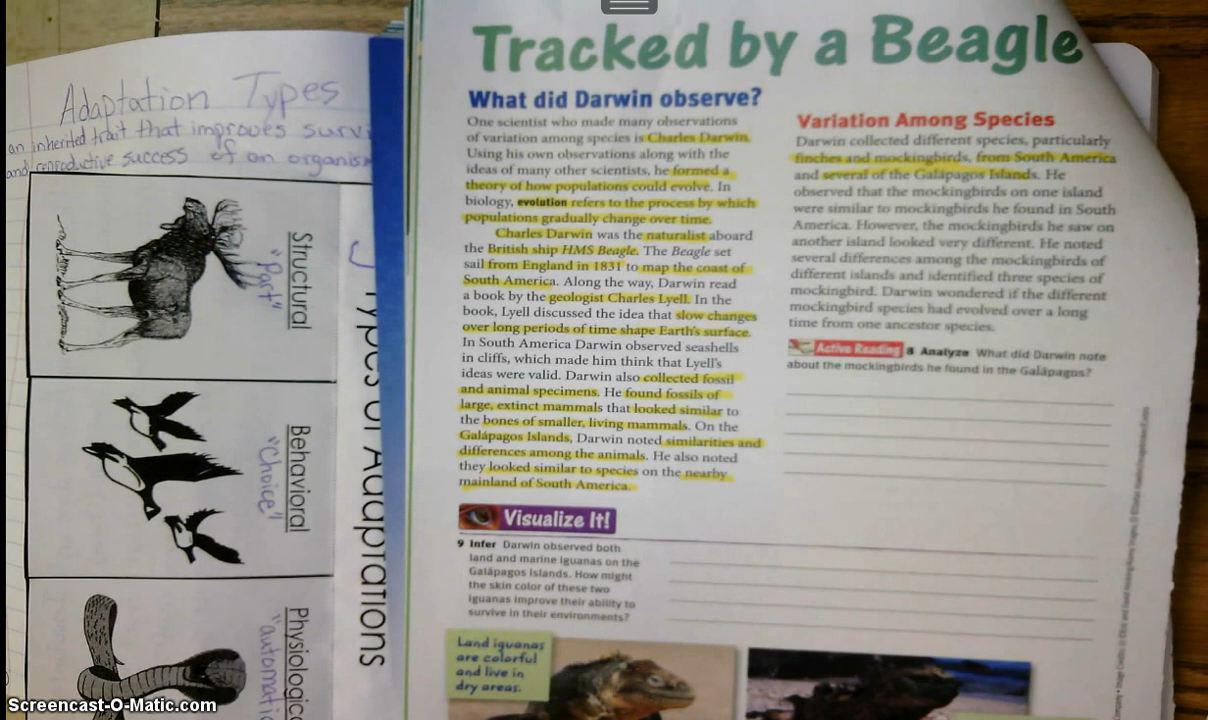 Adaptation Types
an inherited trait that improves surv
and reproductive success of an organism
Structural
"Part"
Behavioral
"Choice"
Physiologic
"automati
Types of Adaptations
Tracked by a Beagle
What did Darwin observe?
One scientist who made many observations
of variation among species is Charles Darwin.
Using his own observations along with the
ideas of many other scientists, he formed a
theory of how populations could evolve. In
biology, evolution refers to the process by which
populations gradually change over time.
Charles Darwin was the naturalist aboard
the British ship HMS Beagle. The Beagle set
sail from England in 1831 to map the coast of
South America. Along the way, Darwin read
a book by the geologist Charles Lyell. In the
book, Lyell discussed the idea that slow changes
over long periods of time shape Earth's surface.
In South America Darwin observed seashells
in cliffs, which made him think that Lyell's
ideas were valid. Darwin also collected fossil
and animal specimens. He found fossils of
large, extinct mammals that looked similar to
the bones of smaller, living mammals. On the
Galápagos Islands, Darwin noted similarities and
differences among the animals. He also noted
they looked similar to species on the nearby
mainland of South America.
Variation Among Species
Darwin collected different species, particularly
finches and mockingbirds, from South America
and several of the Galápagos Islands. He
observed that the mockingbirds on one island
were similar to mockingbirds he found in South
America. However, the mockingbirds he saw on
another island looked very different. He noted
several differences among the mockingbirds of
different islands and identified three species of
mockingbird. Darwin wondered if the different
mockingbird species had evolved over a long
time from one ancestor species.
Active Reading 8 Analyze What did Darwin note
about the mockingbirds he found in the Galápagos?
Visualize It!
9 Infer Darwin observed both
land and marine iguanas on the
Galápagos Islands. How might
the skin color of these two
iguanas improve their ability to
survive in their environments?
Land iguanas
are colorful
and live in
dry areas.
Screencast-O-Matic.com